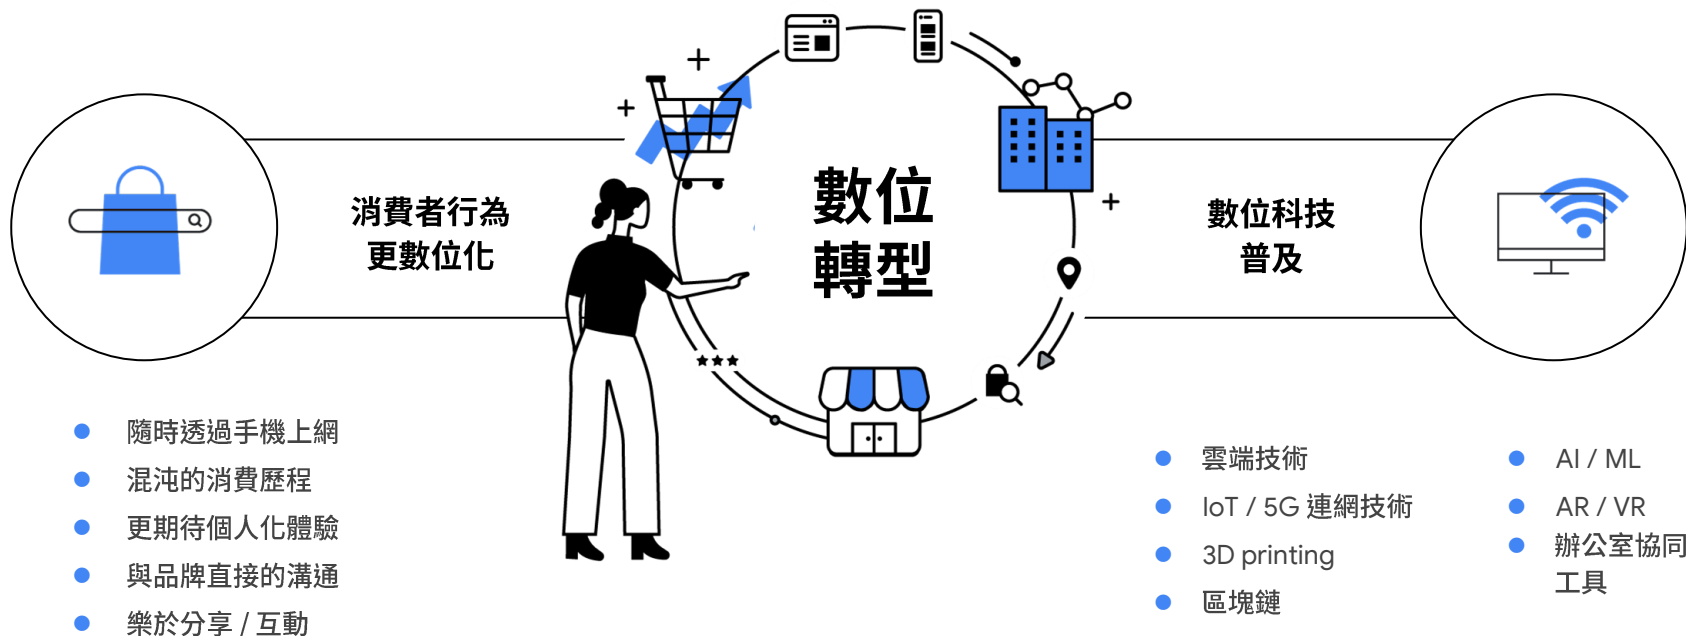 消費者行為
更數位化
數位
轉型
數位科技
普及
隨時透過手機上網
混沌的消費歷程
更期待個人化體驗
與品牌直接的溝通
樂於分享 / 互動
雲端技術
IoT / 5G 連網技術
3D printing
區塊鏈
AI / ML
AR / VR
辦公室協同
工具